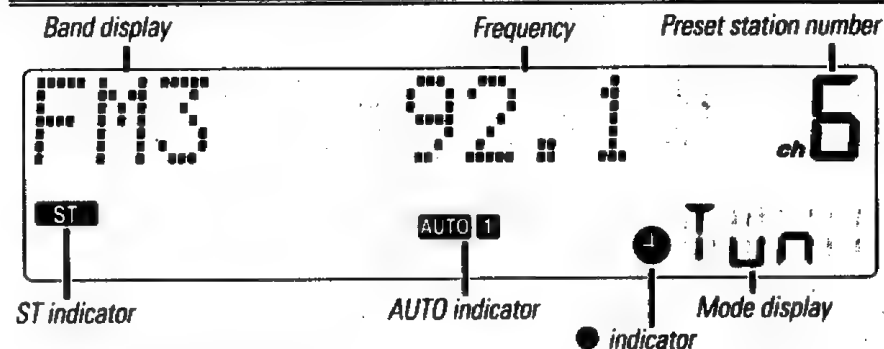 Band display Frequency Preset station number
FM3 92.1 ch 6
ST AUTO 1 Tun
ST indicator AUTO indicator Mode display
indicator